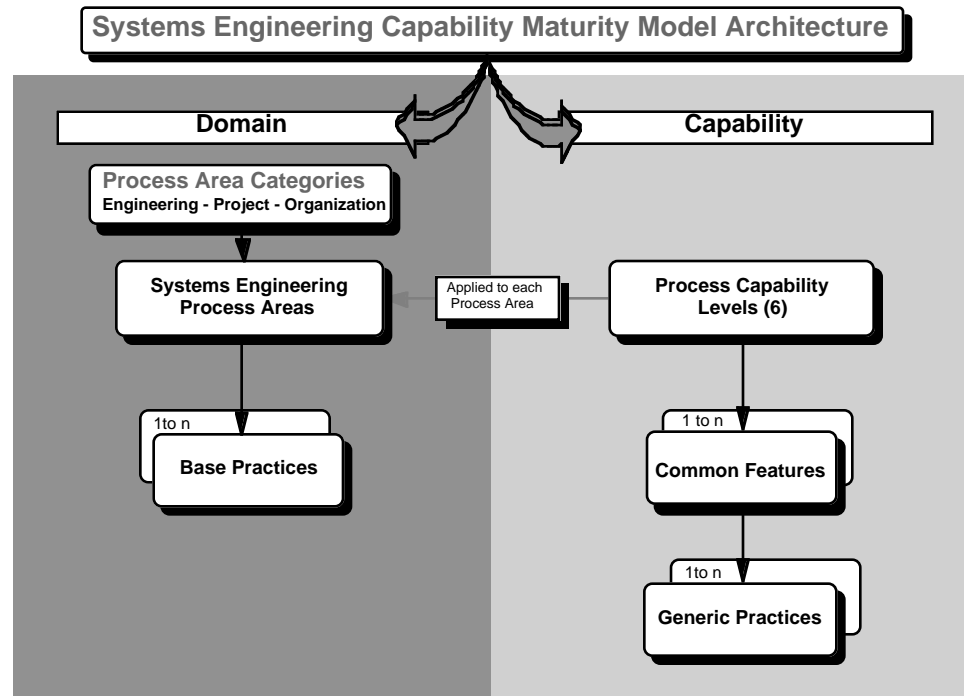 Systems Engineering Capability Maturity Model Architecture
Domain
Capability
Process Area Categories
Engineering - Project - Organization
Systems Engineering
Process Areas
Applied to each
Process Area
Process Capability
Levels (6)
1to n
Base Practices
1 to n
Common Features
1to n
Generic Practices